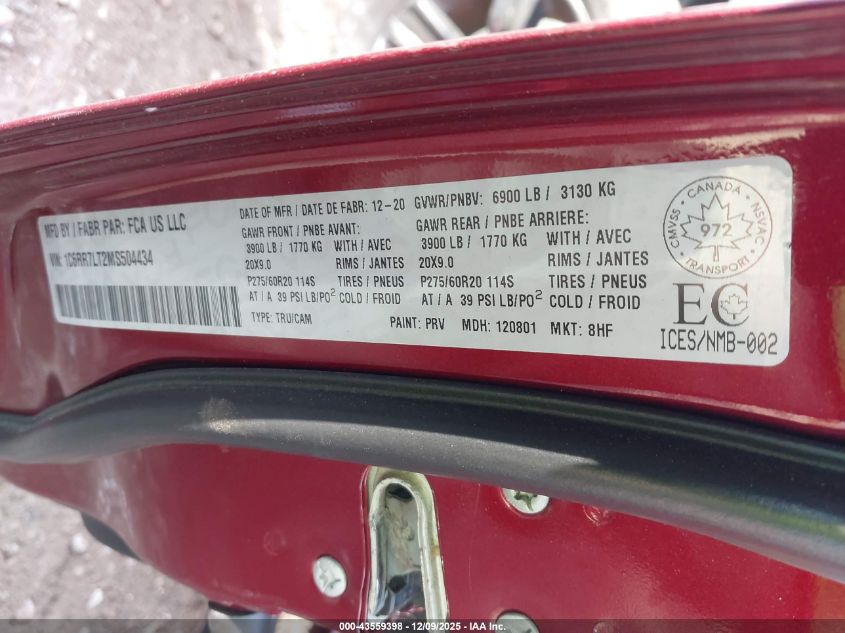 MFD BY / FABR PAR: FCA US LLC
DATE OF MFR / DATE DE FABR: 12-20
GVWR/PNBV: 6900 LB / 3130 KG
VIN: 1C6RR7LT2MS504434
GAWR FRONT / PNBE AVANT:
3900 LB / 1770 KG WITH / AVEC
20X9.0 RIMS / JANTES
P275/60R20 114S TIRES / PNEUS
AT / A 39 PSI LB/PO² COLD / FROID
GAWR REAR / PNBE ARRIERE:
3900 LB / 1770 KG WITH / AVEC
20X9.0 RIMS / JANTES
P275/60R20 114S TIRES / PNEUS
AT / A 39 PSI LB/PO² COLD / FROID
TYPE: TRU/CAM PAINT: PRV MDH: 120801 MKT: 8HF
CANADA
CMVSS 972 NSVAC
TRANSPORT
EC
ICES/NMB-002
000-43559398 - 12/09/2025 - IAA Inc.